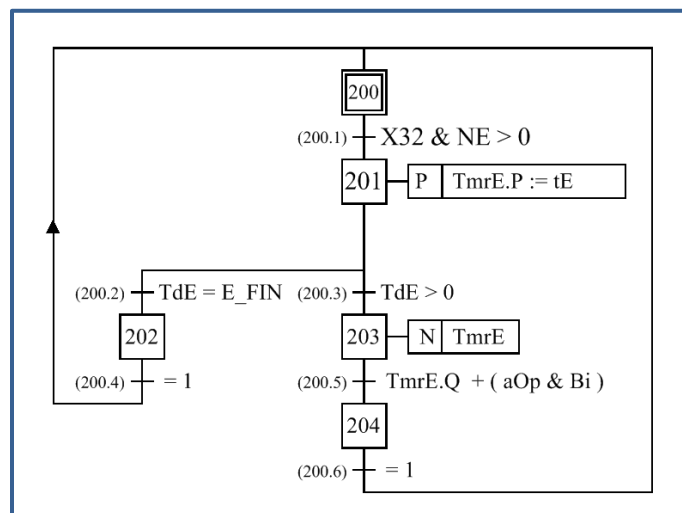 200
(200.1) X32 & NE > 0
201 P TmrE.P := tE
(200.2) TdE = E_FIN (200.3) TdE > 0
202 203 N TmrE
(200.4) = 1 (200.5) TmrE.Q + ( aOp & Bi )
204
(200.6) = 1